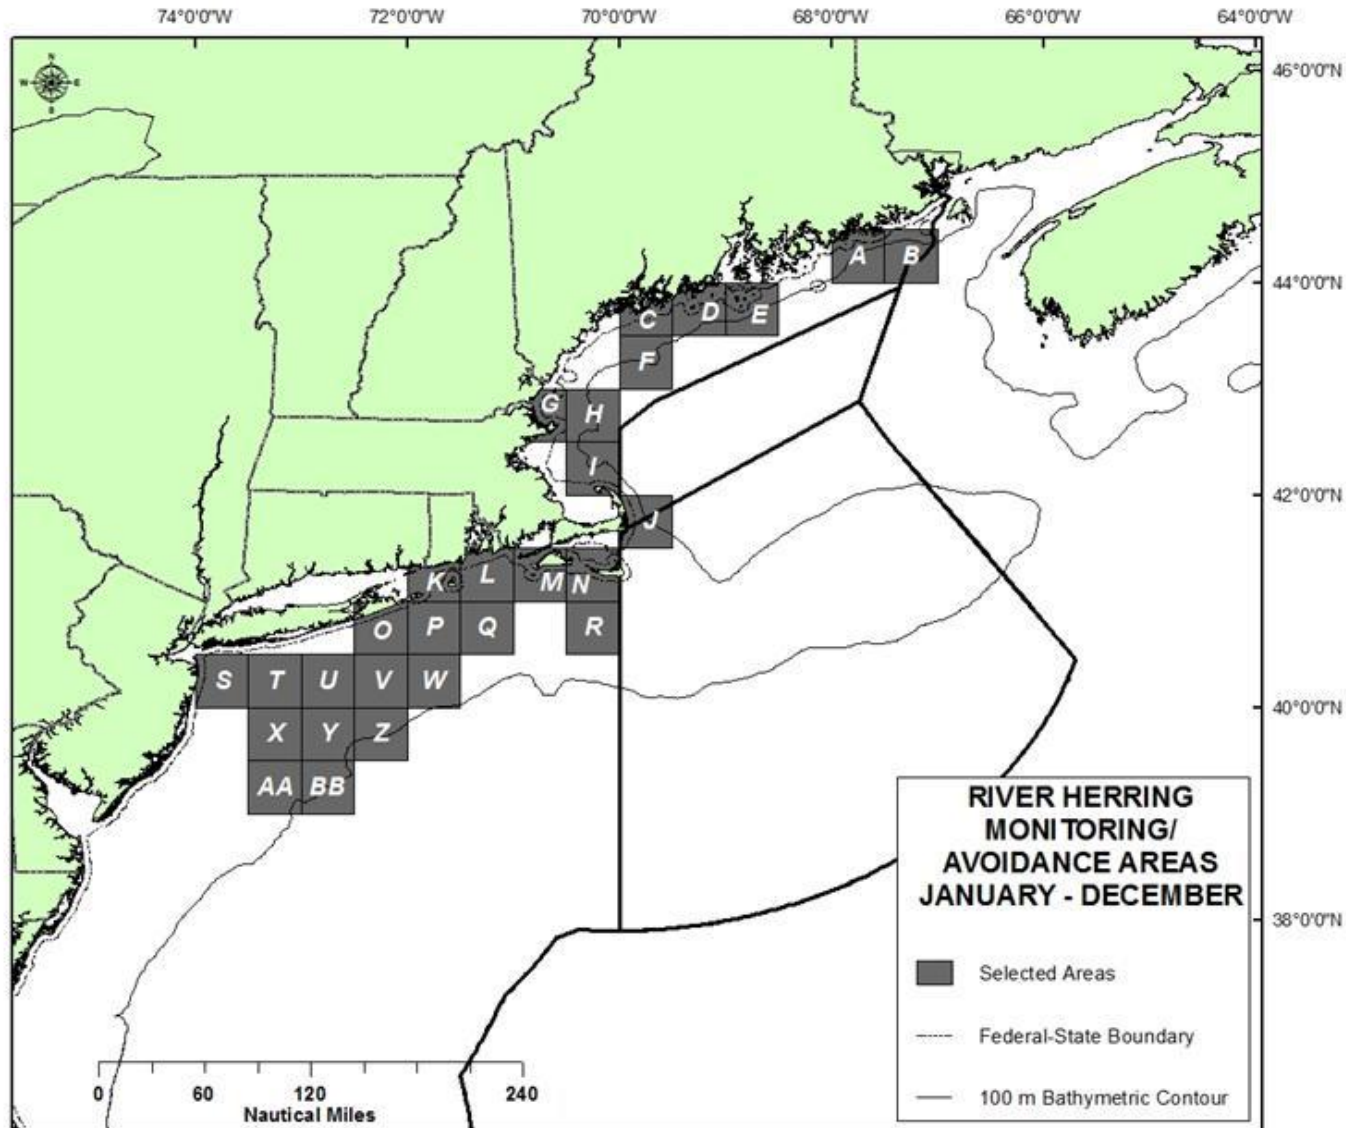 74°0'0"W 72°0'0"W 70°0'0"W 68°0'0"W 66°0'0"W 64°0'0"W
N
W E
S
46°0'0"N
A B
44°0'0"N
C D E
F
G H
I
42°0'0"N
J
K L M N
O P Q R
S T U V W
40°0'0"N
X Y Z
AA BB
RIVER HERRING
MONITORING/
AVOIDANCE AREAS
JANUARY - DECEMBER
38°0'0"N
Selected Areas
Federal-State Boundary
100 m Bathymetric Contour
0 60 120 240
Nautical Miles